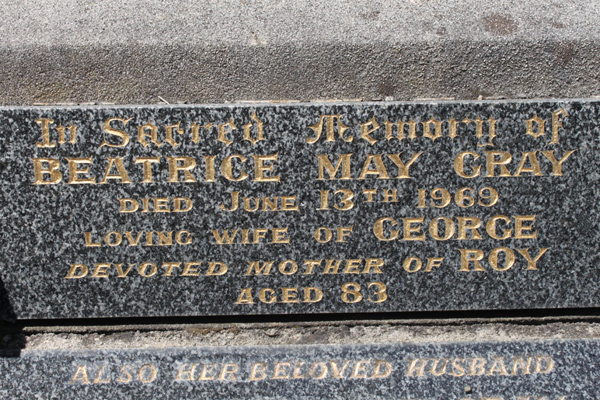 In Sacred Memory of
BEATRICE MAY GRAY
DIED JUNE 13TH 1969
LOVING WIFE OF GEORGE
DEVOTED MOTHER OF ROY
AGED 83
ALSO HER BELOVED HUSBAND